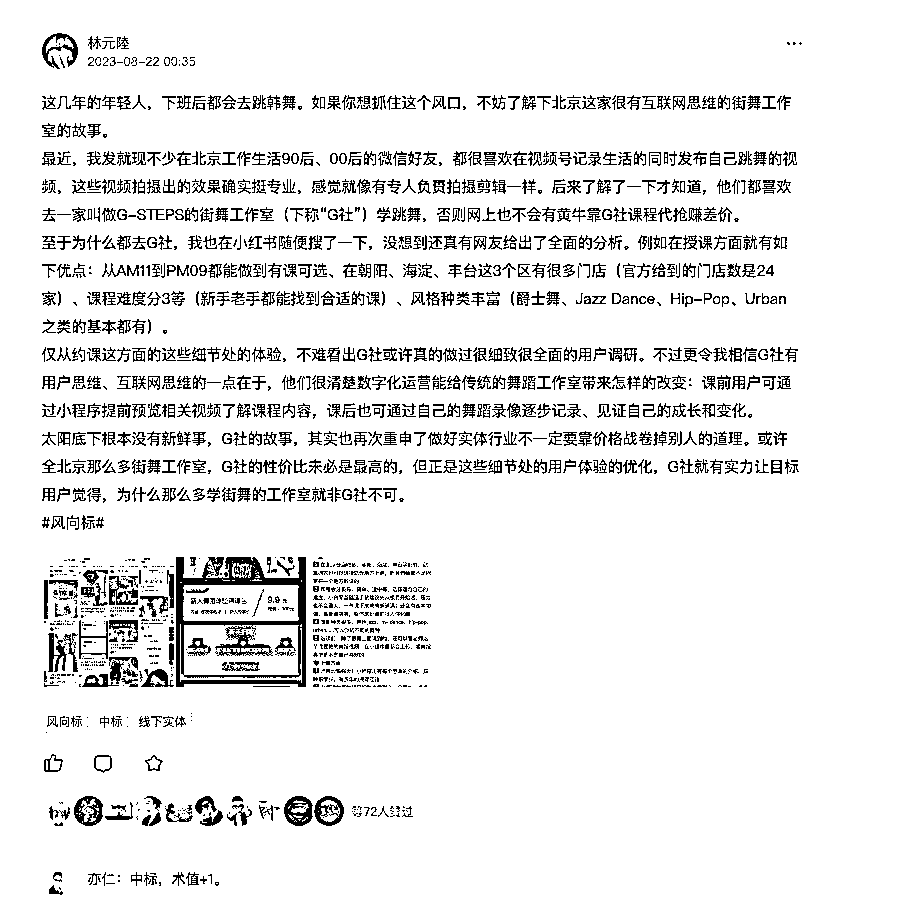 林元陸
2023-08-22 00:35
这几年的年轻人，下班后都会去跳韩舞。如果你想抓住这个风口，不妨了解下北京这家很有互联网思维的街舞工作
室的故事。
最近，我发就现不少在北京工作生活90后、00后的微信好友，都很喜欢在视频号记录生活的同时发布自己跳舞的视
频，这些视频拍摄出的效果确实挺专业，感觉就像有专人负责拍摄剪辑一样。后来了解了一下才知道，他们都喜欢
去一家叫做G-STEPS的街舞工作室（下称“G社”）学跳舞，否则网上也不会有黄牛靠G社课程代抢赚差价。
至于为什么都去G社，我也在小红书随便搜了一下，没想到还真有网友给出了全面的分析。例如在授课方面就有如
下优点：从AM11到PM09都能做到有课可选、在朝阳、海淀、丰台这3个区有很多门店（官方给到的门店数是24
家）、课程难度分3等（新手老手都能找到合适的课）、风格种类丰富（爵士舞、Jazz Dance、Hip-Pop、Urban
之类的基本都有）。
仅从约课这方面的这些细节处的体验，不难看出G社或许真的做过很细致很全面的用户调研。不过更令我相信G社有
用户思维、互联网思维的一点在于，他们很清楚数字化运营能给传统的舞蹈工作室带来怎样的改变：课前用户可通
过小程序提前预览相关视频了解课程内容，课后也可通过自己的舞蹈录像逐步记录、见证自己的成长和变化。
太阳底下根本没有新鲜事，G社的故事，其实也再次重申了做好实体行业不一定要靠价格战卷掉别人的道理。或许
全北京那么多街舞工作室，G社的性价比未必是最高的，但正是这些细节处的用户体验的优化，G社就有实力让目标
用户觉得，为什么那么多学街舞的工作室就非G社不可。
#风向标#
9.9
风向标 中标 线下实体
等72人赞过
亦仁：中标，术值+1。